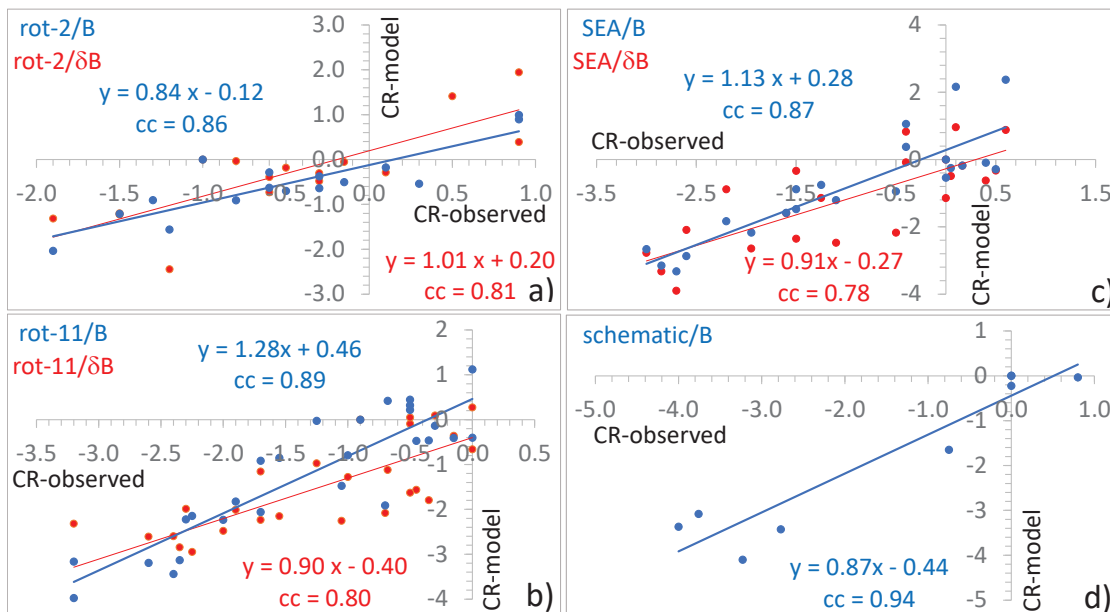 rot-2/B
rot-2/δB
y = 0.84 x - 0.12
cc = 0.86
CR-model
3.0
2.0
1.0
0.0
-1.0
-2.0
-3.0
-2.0 -1.5 -1.0 -0.5 0.0 0.5 1.0
CR-observed
y = 1.01 x + 0.20
cc = 0.81
a)
SEA/B
SEA/δB
y = 1.13 x + 0.28
cc = 0.87
CR-observed
4
2
0
-2
-4
-3.5 -2.5 -1.5 -0.5 0.5
y = 0.91x - 0.27
cc = 0.78
CR-model
c)
rot-11/B
rot-11/δB
y = 1.28x + 0.46
cc = 0.89
2
1
0
-1
-2
-3
-4
-3.5 -3.0 -2.5 -2.0 -1.5 -1.0 -0.5 0.0 0.5
CR-observed
y = 0.90 x - 0.40
cc = 0.80
CR-model
b)
schematic/B
1
0
-1
-2
-3
-4
-5
-5.0 -4.0 -3.0 -2.0 -1.0 0.0 1.0
CR-observed
CR-model
y = 0.87x - 0.44
cc = 0.94
d)